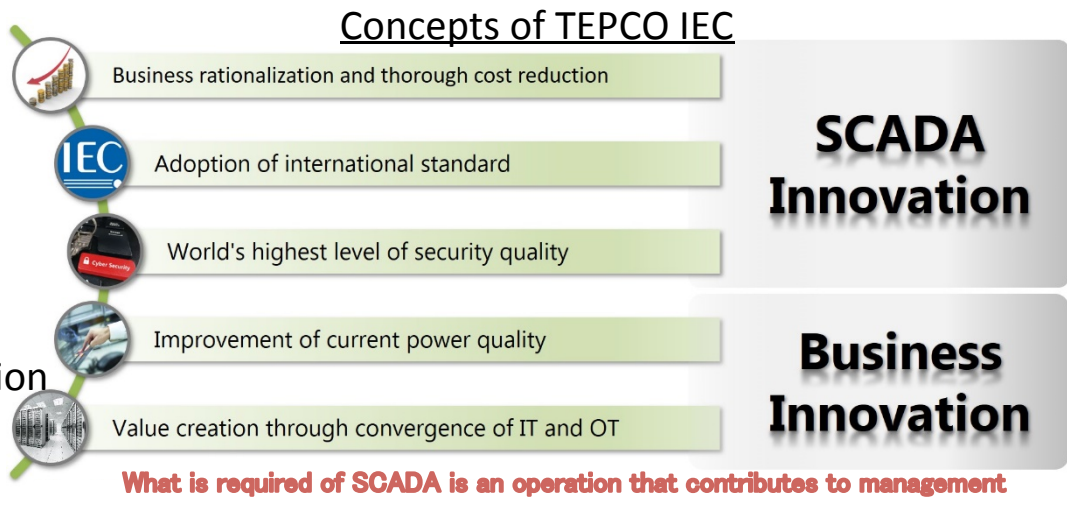 Concepts of TEPCO IEC
Business rationalization and thorough cost reduction
IEC
Adoption of international standard
SCADA
Innovation
Cyber Security
World's highest level of security quality
Improvement of current power quality
ion
Value creation through convergence of IT and OT
Business
Innovation
What is required of SCADA is an operation that contributes to management